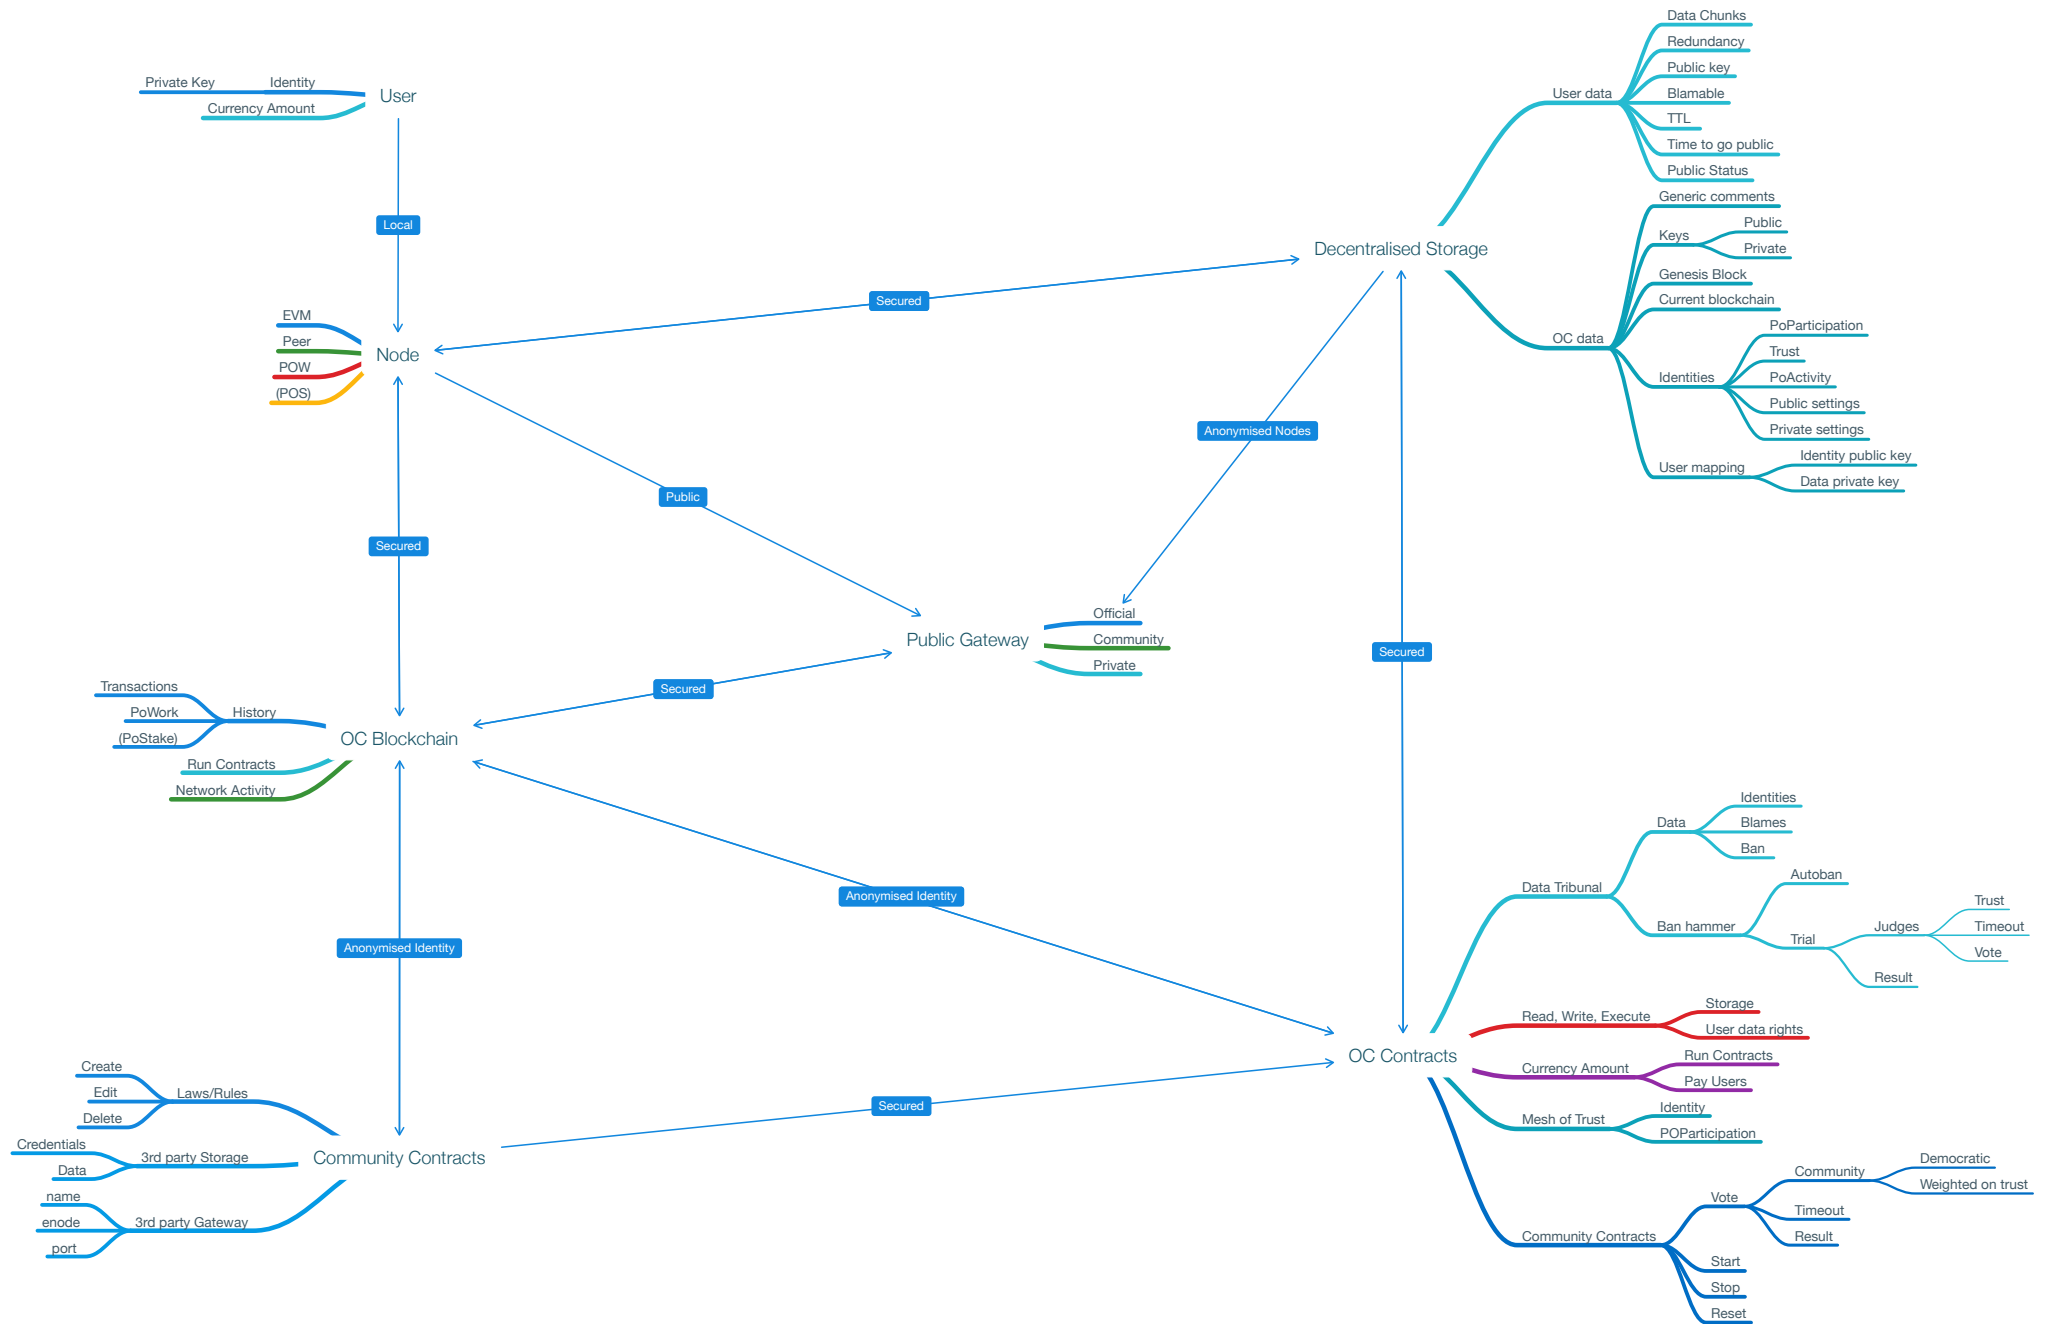 Data Chunks
Redundancy
Public key
Blamable
TTL
Time to go public
Public Status
User data
Private Key
Identity
Currency Amount
User
Local
Decentralised Storage
Generic comments
Keys
Public
Private
Genesis Block
Current blockchain
OC data
Identities
PoParticipation
Trust
PoActivity
Public settings
Private settings
User mapping
Identity public key
Data private key
Secured
EVM
Peer
POW
(POS)
Node
Anonymised Nodes
Public
Secured
Public Gateway
Official
Community
Private
Secured
Secured
Transactions
PoWork
(PoStake)
History
Run Contracts
Network Activity
OC Blockchain
Anonymised Identity
Anonymised Identity
Data Tribunal
Data
Identities
Blames
Ban
Ban hammer
Autoban
Trial
Judges
Trust
Timeout
Vote
Result
Read, Write, Execute
Storage
User data rights
OC Contracts
Currency Amount
Run Contracts
Pay Users
Mesh of Trust
Identity
POParticipation
Secured
Create
Edit
Delete
Laws/Rules
Credentials
Data
3rd party Storage
Community Contracts
name
enode
port
3rd party Gateway
Community Contracts
Vote
Community
Democratic
Weighted on trust
Timeout
Result
Start
Stop
Reset